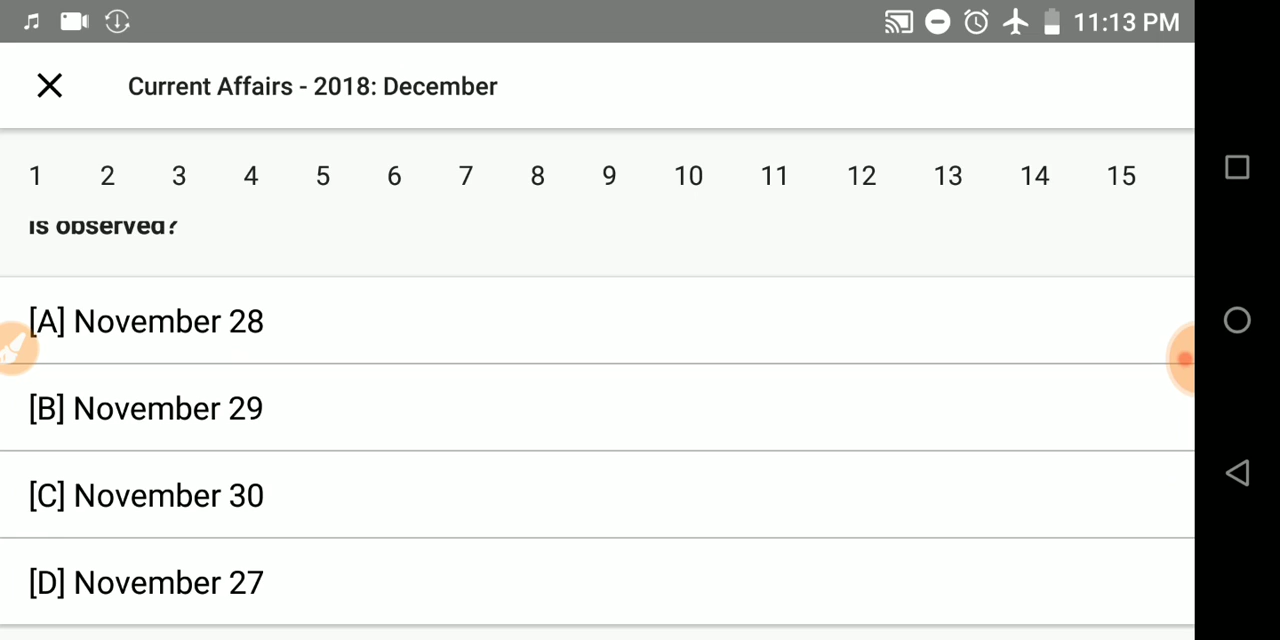 11:13 PM
Current Affairs - 2018: December
1 2 3 4 5 6 7 8 9 10 11 12 13 14 15
is observed?
[A] November 28
[B] November 29
[C] November 30
[D] November 27